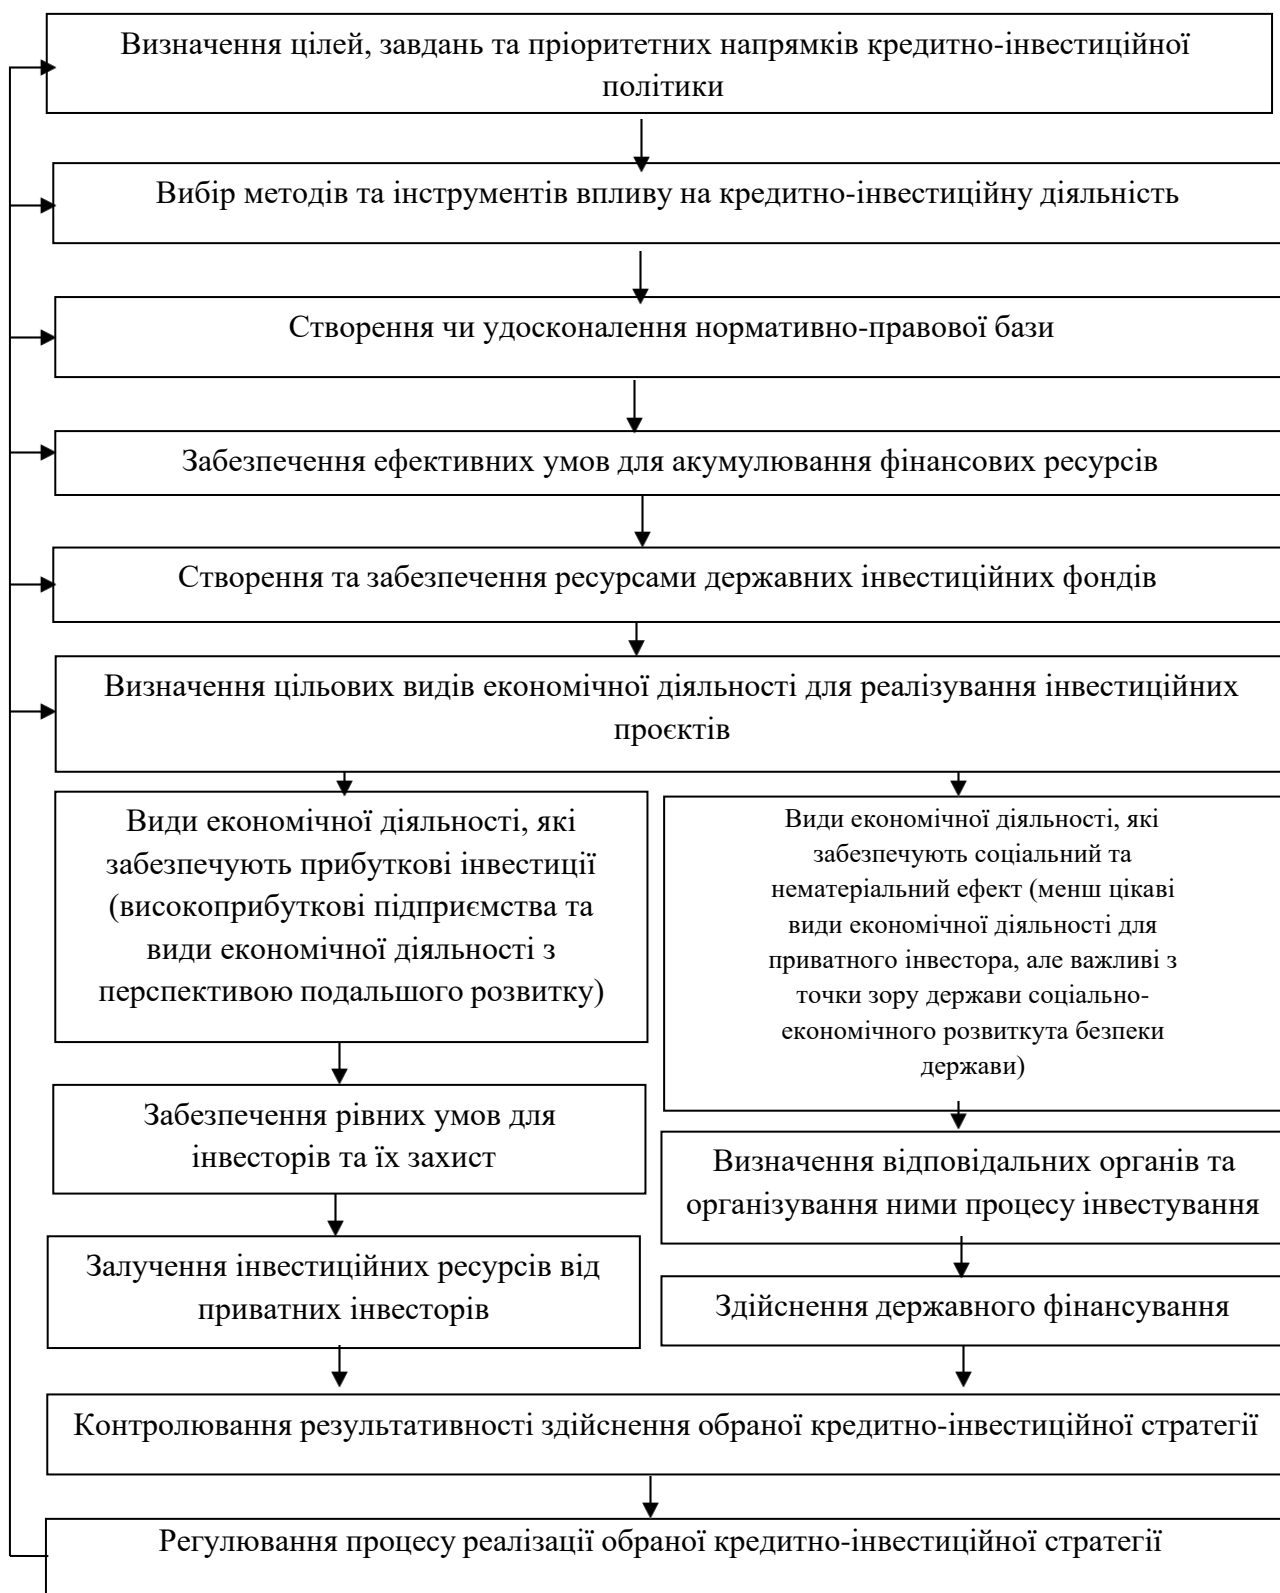 Визначення цілей, завдань та пріоритетних напрямків кредитно-інвестиційної
політики
Вибір методів та інструментів впливу на кредитно-інвестиційну діяльність
Створення чи удосконалення нормативно-правової бази
Забезпечення ефективних умов для акумулювання фінансових ресурсів
Створення та забезпечення ресурсами державних інвестиційних фондів
Визначення цільових видів економічної діяльності для реалізування інвестиційних
проєктів
Види економічної діяльності, які
забезпечують прибуткові інвестиції
(високоприбуткові підприємства та
види економічної діяльності з
перспективою подальшого розвитку)
Забезпечення рівних умов для
інвесторів та їх захист
Залучення інвестиційних ресурсів від
приватних інвесторів
Види економічної діяльності, які
забезпечують соціальний та
нематеріальний ефект (менш цікаві
види економічної діяльності для
приватного інвестора, але важливі з
точки зору держави соціально-
економічного розвиткута безпеки
держави)
Визначення відповідальних органів та
організування ними процесу інвестування
Здійснення державного фінансування
Контролювання результативності здійснення обраної кредитно-інвестиційної стратегії
Регулювання процесу реалізації обраної кредитно-інвестиційної стратегії